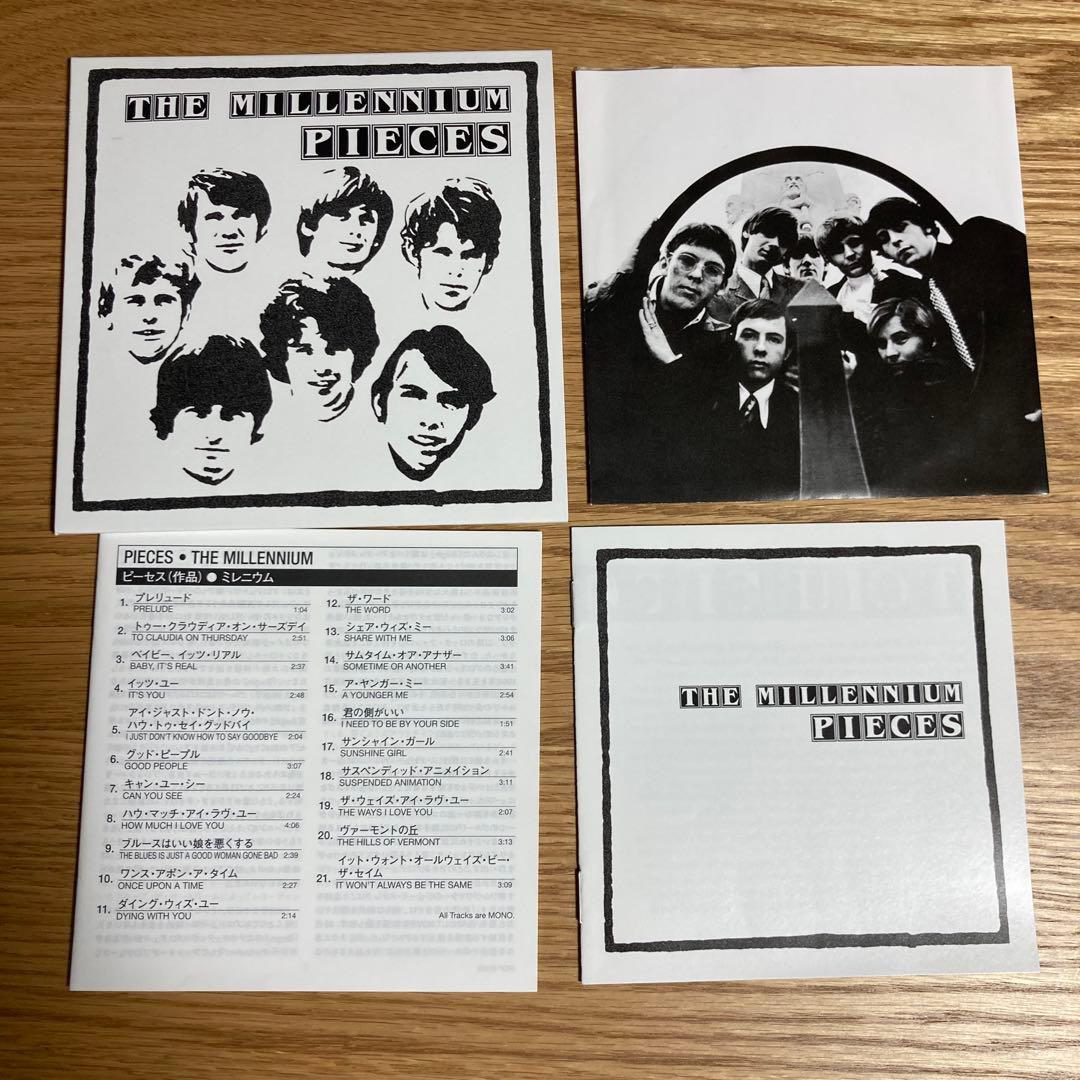 THE MILLENNIUM
PIECES
PIECES • THE MILLENNIUM
ピーセス(作品) ● ミレニウム
1. プレリュード
PRELUDE 1:04
2. トゥー・クラウディア・オン・サーズデイ
TO CLAUDIA ON THURSDAY 2:51
3. ベイビー、イッツ・リアル
BABY, IT'S REAL 2:37
4. イッツ・ユー
IT'S YOU 2:48
5. アイ・ジャスト・ドント・ノウ・
ハウ・トゥ・セイ・グッドバイ
I JUST DON'T KNOW HOW TO SAY GOODBYE 2:04
6. グッド・ピープル
GOOD PEOPLE 3:07
7. キャン・ユー・シー
CAN YOU SEE 2:24
8. ハウ・マッチ・アイ・ラヴ・ユー
HOW MUCH I LOVE YOU 4:06
9. ブルースはいい娘を悪くする
THE BLUES IS JUST A GOOD WOMAN GONE BAD 2:39
10. ワンス・アポン・ア・タイム
ONCE UPON A TIME 2:27
11. ダイング・ウィズ・ユー
DYING WITH YOU 2:14
12. ザ・ワード
THE WORD 3:02
13. シェア・ウィズ・ミー
SHARE WITH ME 3:06
14. サムタイム・オア・アナザー
SOMETIME OR ANOTHER 3:41
15. ア・ヤンガー・ミー
A YOUNGER ME 2:54
16. 君の側がいい
I NEED TO BE BY YOUR SIDE 1:51
17. サンシャイン・ガール
SUNSHINE GIRL 2:41
18. サスペンディッド・アニメイション
SUSPENDED ANIMATION 3:11
19. ザ・ウェイズ・アイ・ラヴ・ユー
THE WAYS I LOVE YOU 2:07
20. ヴァーモントの丘
THE HILLS OF VERMONT 3:13
21. イット・ウォント・オールウェイズ・ビー・
ザ・セイム
IT WON'T ALWAYS BE THE SAME 3:09
All Tracks are MONO.
THE MILLENNIUM
PIECES